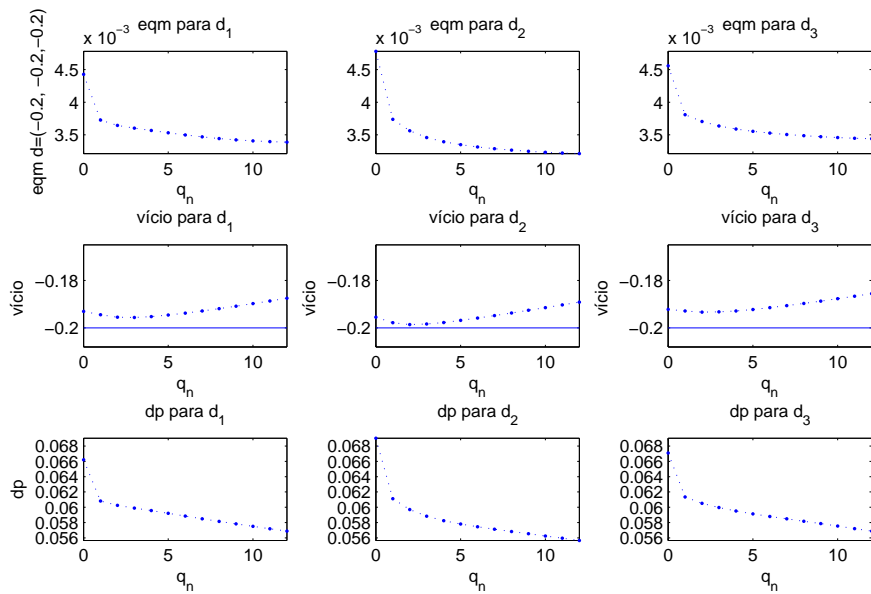 eqm para d1
x 10^-3
4.5
4
3.5
0 5 10
qn
eqm d=(−0.2, −0.2,−0.2)
eqm para d2
x 10^-3
4.5
4
3.5
0 5 10
qn
eqm para d3
x 10^-3
4.5
4
3.5
0 5 10
qn
vício para d1
−0.18
−0.2
0 5 10
qn
vício
vício para d2
−0.18
−0.2
0 5 10
qn
vício
vício para d3
−0.18
−0.2
0 5 10
qn
vício
dp para d1
0.068
0.066
0.064
0.062
0.06
0.058
0.056
0 5 10
qn
dp
dp para d2
0.068
0.066
0.064
0.062
0.06
0.058
0.056
0 5 10
qn
dp para d3
0.068
0.066
0.064
0.062
0.06
0.058
0.056
0 5 10
qn